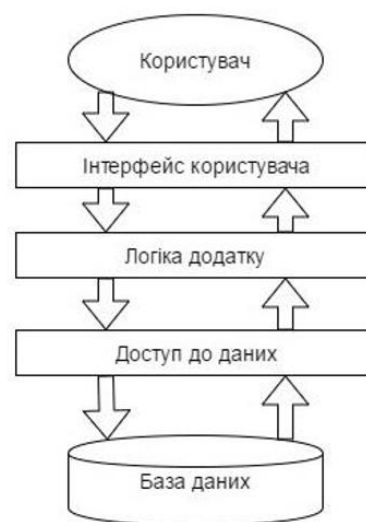 Користувач
Інтерфейс користувача
Логіка додатку
Доступ до даних
База даних